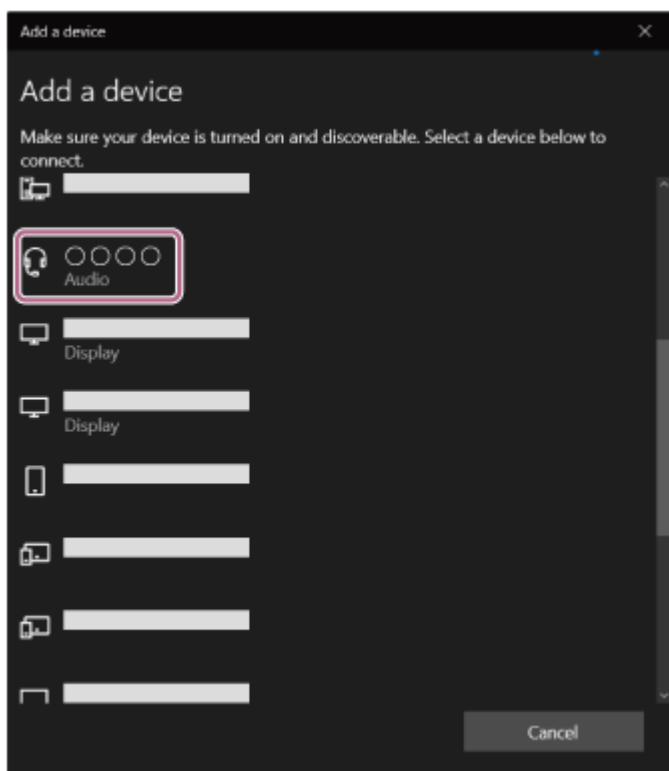 Add a device
Add a device
Make sure your device is turned on and discoverable. Select a device below to
connect.
○○○○
Audio
Display
Display
Cancel